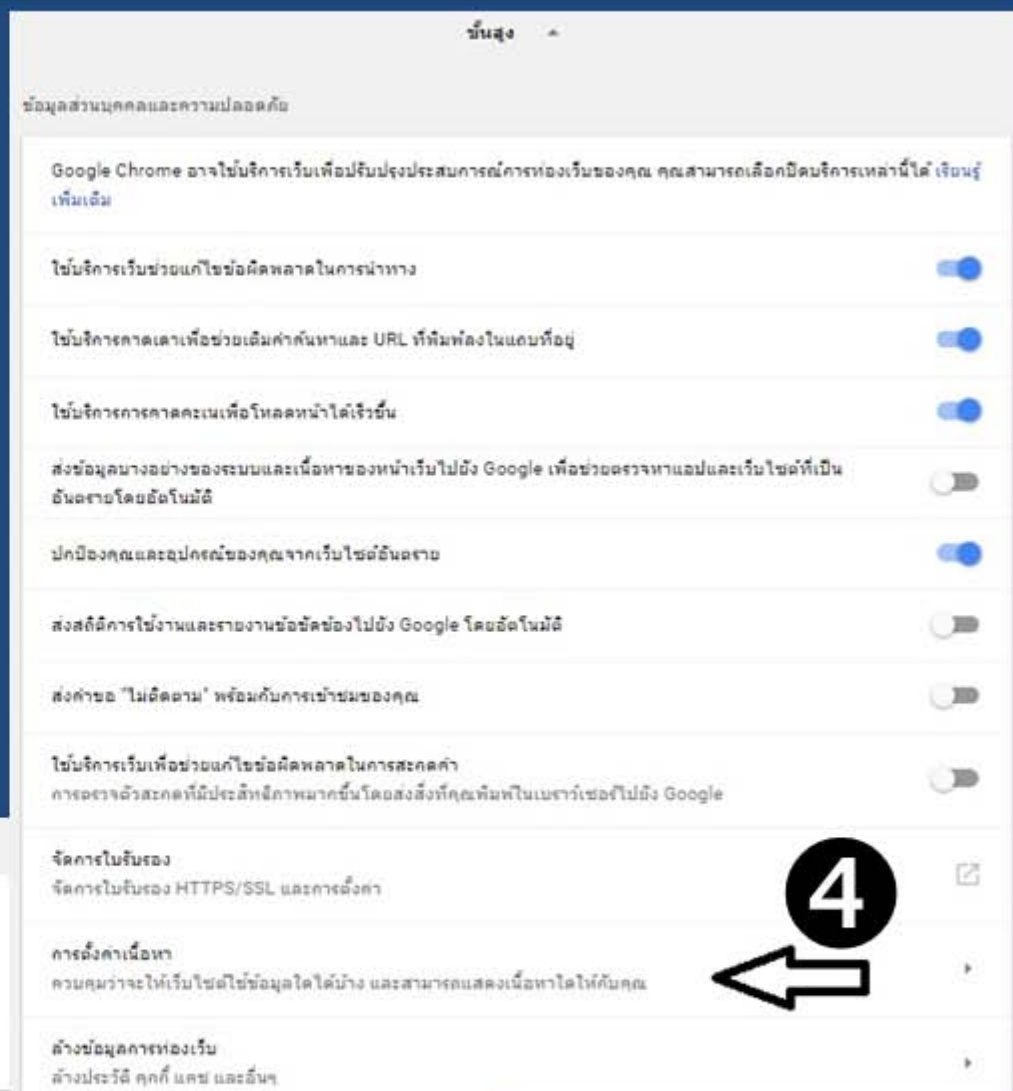 ขั้นสูง
ข้อมูลส่วนบุคคลและความปลอดภัย
Google Chrome อาจใช้บริการเว็บเพื่อปรับปรุงประสบการณ์การท่องเว็บของคุณ คุณสามารถเลือกปิดบริการเหล่านี้ได้ เรียนรู้
เพิ่มเติม
ใช้บริการเว็บช่วยแก้ไขข้อผิดพลาดในการนำทาง
ใช้บริการคาดเดาเพื่อช่วยเติมคำค้นหาและ URL ที่พิมพ์ลงในแถบที่อยู่
ใช้บริการการคาดคะเนเพื่อโหลดหน้าได้เร็วขึ้น
ส่งข้อมูลบางอย่างของระบบและเนื้อหาของหน้าเว็บไปยัง Google เพื่อช่วยตรวจหาแอปและเว็บไซต์ที่เป็น
อันตรายโดยอัตโนมัติ
ปกป้องคุณและอุปกรณ์ของคุณจากเว็บไซต์อันตราย
ส่งสถิติการใช้งานและรายงานข้อขัดข้องไปยัง Google โดยอัตโนมัติ
ส่งคำขอ "ไม่ติดตาม" พร้อมกับการเข้าชมของคุณ
ใช้บริการเว็บเพื่อช่วยแก้ไขข้อผิดพลาดในการสะกดคำ
การตรวจตัวสะกดที่มีประสิทธิภาพมากขึ้นโดยส่งสิ่งที่คุณพิมพ์ในเบราว์เซอร์ไปยัง Google
จัดการใบรับรอง
จัดการใบรับรอง HTTPS/SSL และการตั้งค่า
4
การตั้งค่าเนื้อหา
ควบคุมว่าจะให้เว็บไซต์ใช้ข้อมูลใดได้บ้าง และสามารถแสดงเนื้อหาใดให้กับคุณ
ล้างข้อมูลการท่องเว็บ
ล้างประวัติ คุกกี้ แคช และอื่นๆ